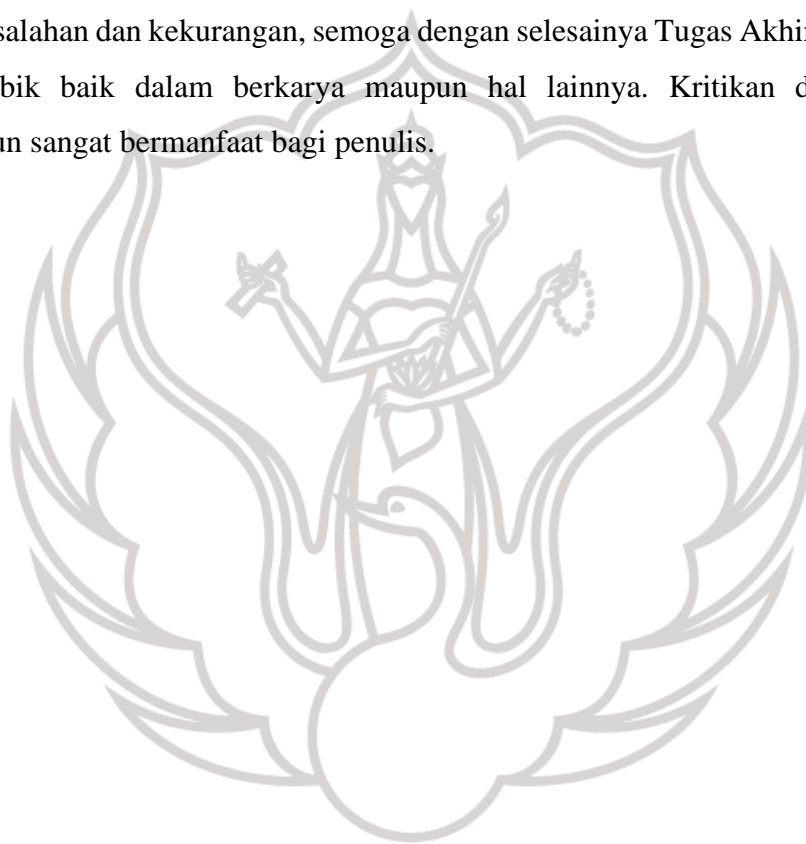 salahan dan kekurangan, semoga dengan selesainya Tugas Akhi
bik baik dalam berkarya maupun hal lainnya. Kritikan d
un sangat bermanfaat bagi penulis.